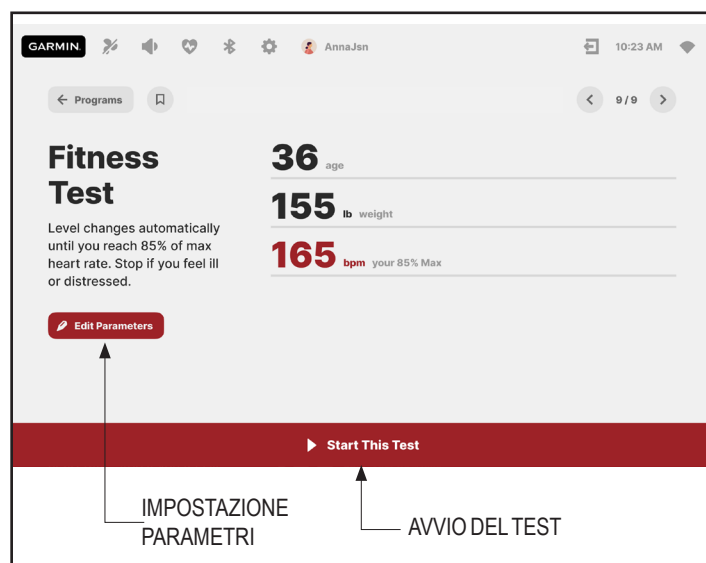 GARMIN. AnnaJsn 10:23 AM
Programs 9 / 9
Fitness
Test
Level changes automatically
until you reach 85% of max
heart rate. Stop if you feel ill
or distressed.
Edit Parameters
36 age
155 lb weight
165 bpm your 85% Max
Start This Test
IMPOSTAZIONE
PARAMETRI
AVVIO DEL TEST